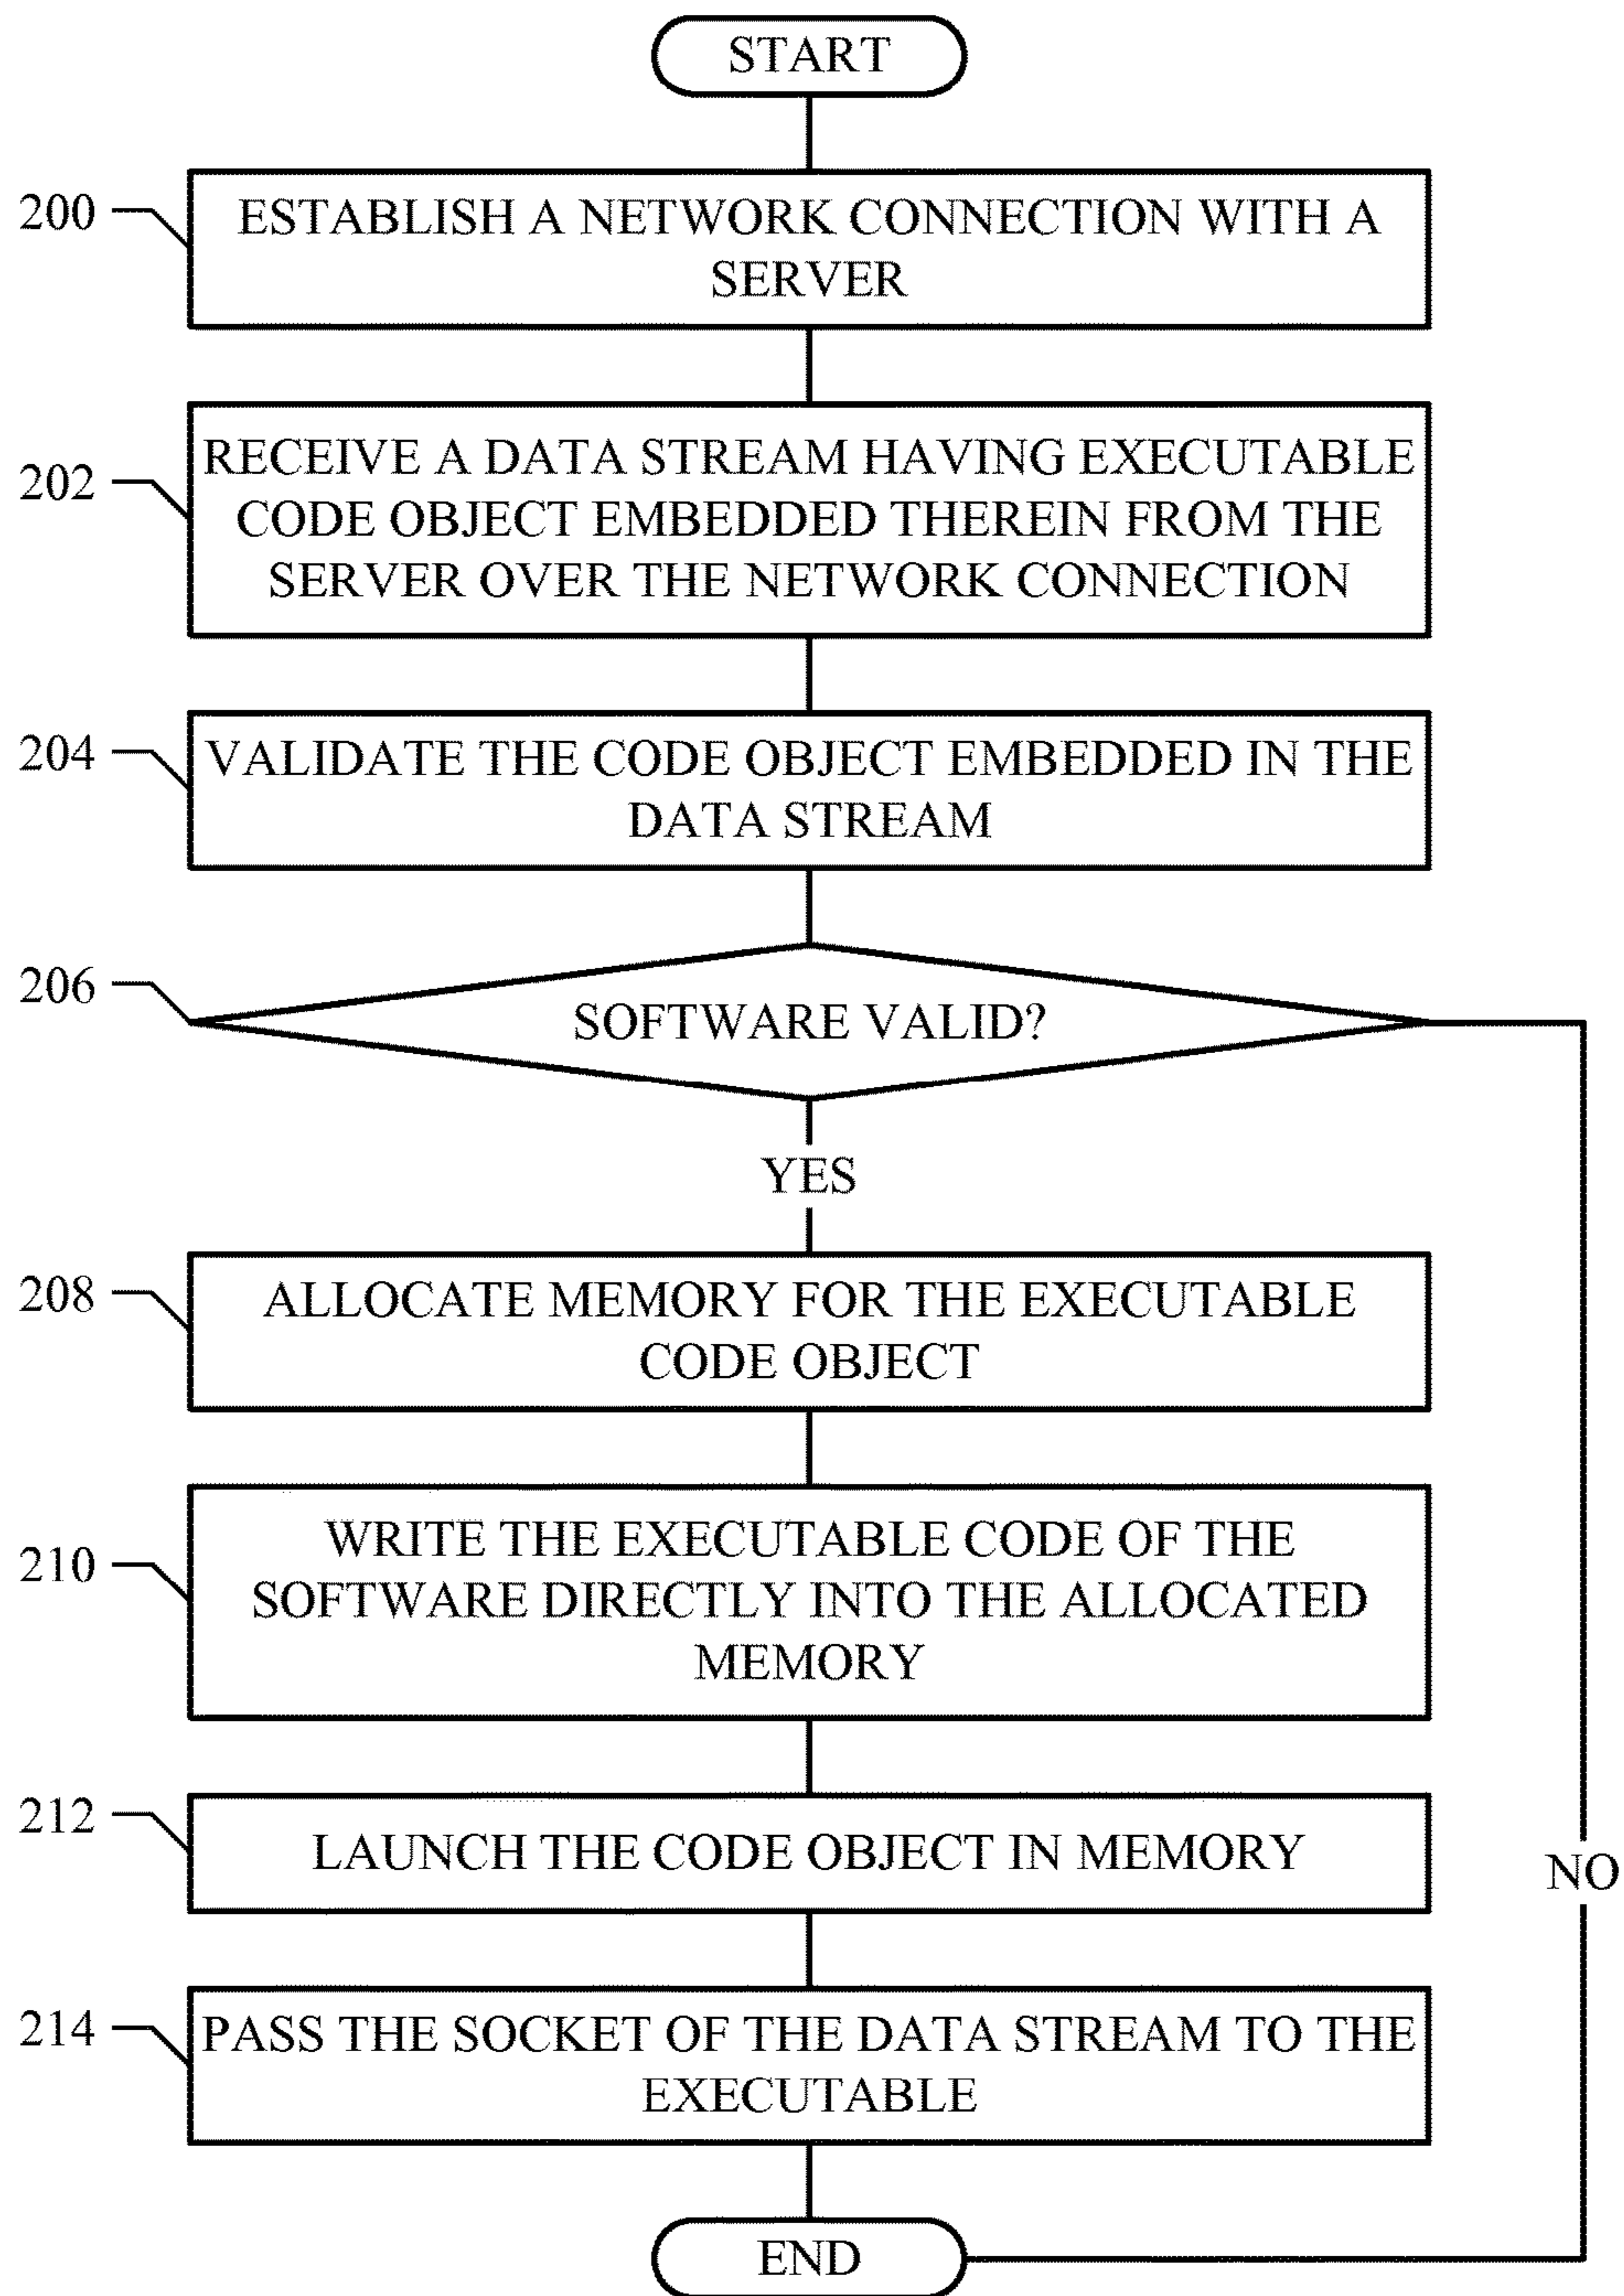 START
200
ESTABLISH A NETWORK CONNECTION WITH A
SERVER
202
RECEIVE A DATA STREAM HAVING EXECUTABLE
CODE OBJECT EMBEDDED THEREIN FROM THE
SERVER OVER THE NETWORK CONNECTION
204
VALIDATE THE CODE OBJECT EMBEDDED IN THE
DATA STREAM
206
SOFTWARE VALID?
YES
208
ALLOCATE MEMORY FOR THE EXECUTABLE
CODE OBJECT
210
WRITE THE EXECUTABLE CODE OF THE
SOFTWARE DIRECTLY INTO THE ALLOCATED
MEMORY
212
LAUNCH THE CODE OBJECT IN MEMORY
NO
214
PASS THE SOCKET OF THE DATA STREAM TO THE
EXECUTABLE
END